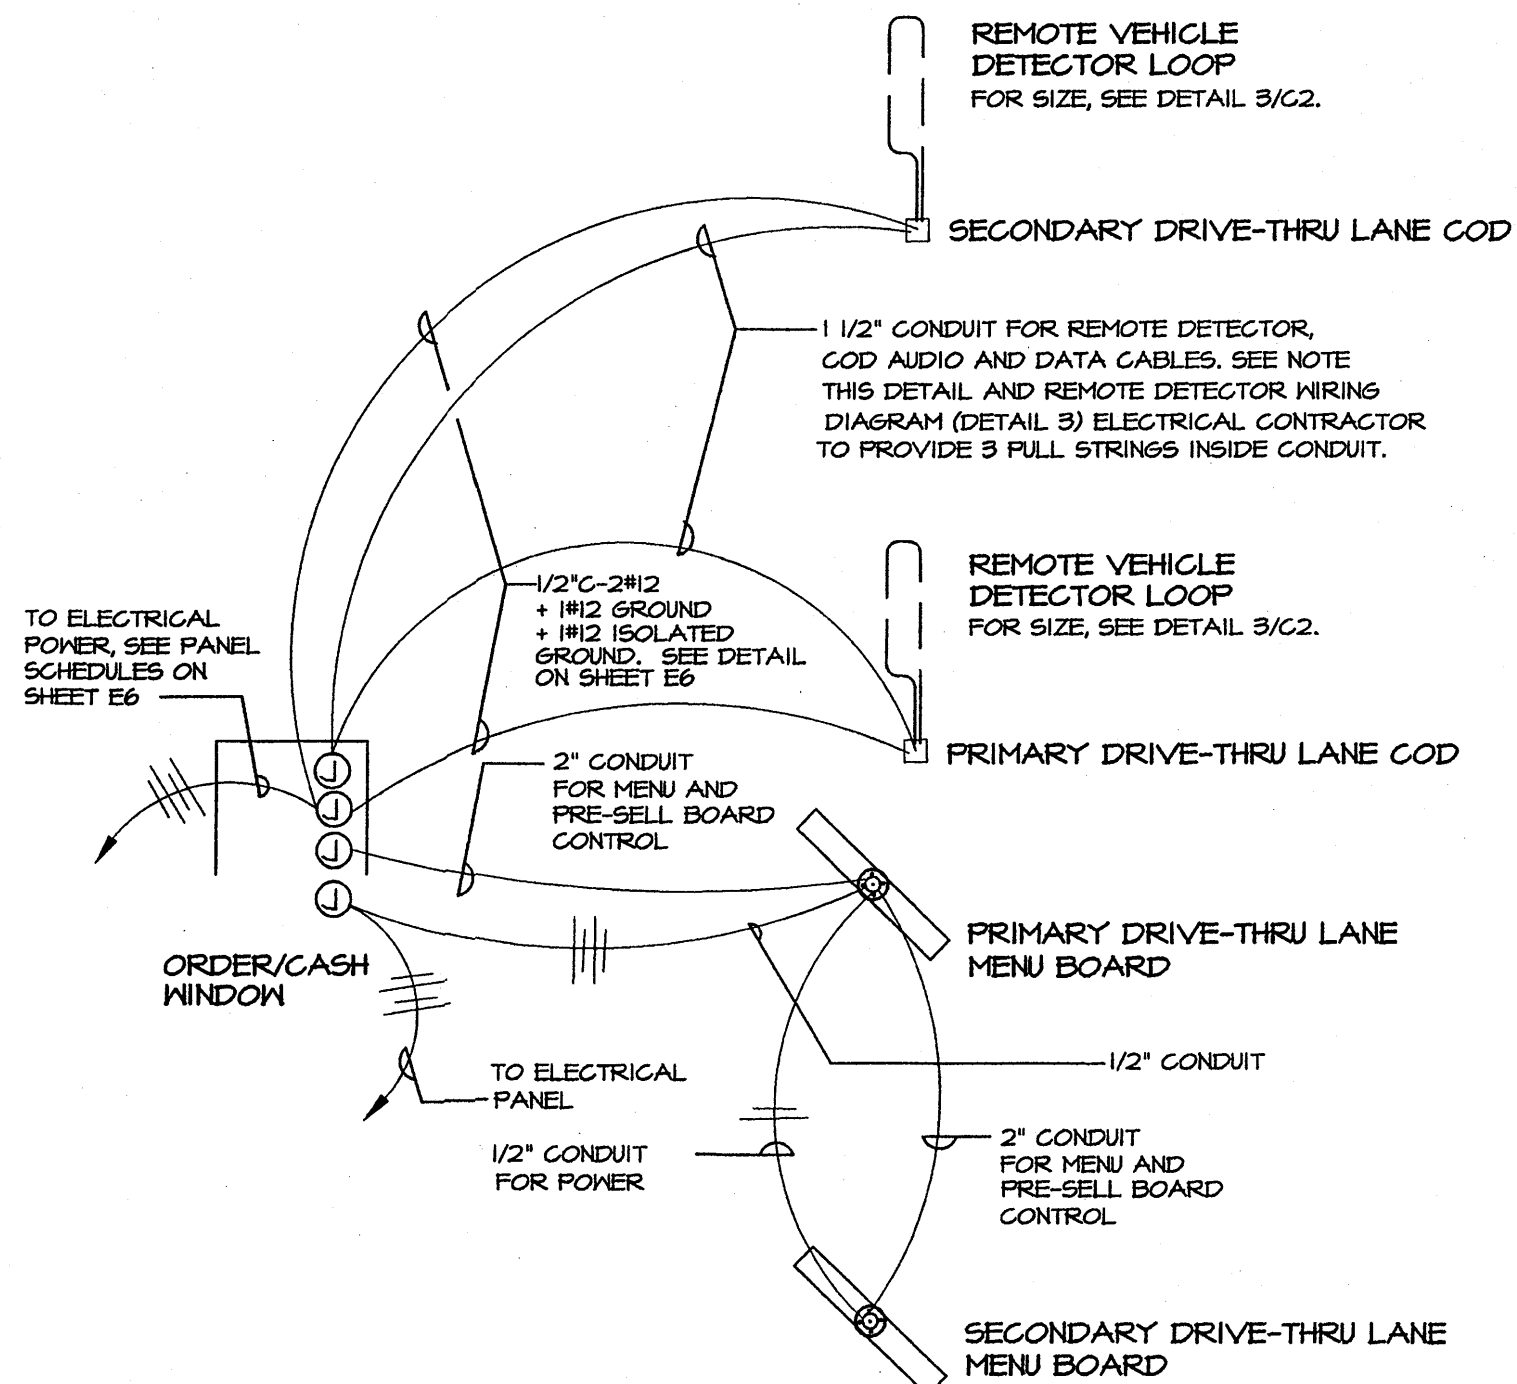 REMOTE VEHICLE
DETECTOR LOOP
FOR SIZE, SEE DETAIL 3/C2.
SECONDARY DRIVE-THRU LANE COD
1 1/2" CONDUIT FOR REMOTE DETECTOR,
COD AUDIO AND DATA CABLES. SEE NOTE
THIS DETAIL AND REMOTE DETECTOR WIRING
DIAGRAM (DETAIL 3) ELECTRICAL CONTRACTOR
TO PROVIDE 3 PULL STRINGS INSIDE CONDUIT.
REMOTE VEHICLE
DETECTOR LOOP
FOR SIZE, SEE DETAIL 3/C2.
1/2"C-2#12
+ 1#12 GROUND
+ 1#12 ISOLATED
GROUND. SEE DETAIL
ON SHEET E6
TO ELECTRICAL
POWER, SEE PANEL
SCHEDULES ON
SHEET E6
PRIMARY DRIVE-THRU LANE COD
2" CONDUIT
FOR MENU AND
PRE-SELL BOARD
CONTROL
J
J
J
J
ORDER/CASH
WINDOW
PRIMARY DRIVE-THRU LANE
MENU BOARD
1/2" CONDUIT
TO ELECTRICAL
PANEL
1/2" CONDUIT
FOR POWER
2" CONDUIT
FOR MENU AND
PRE-SELL BOARD
CONTROL
SECONDARY DRIVE-THRU LANE
MENU BOARD